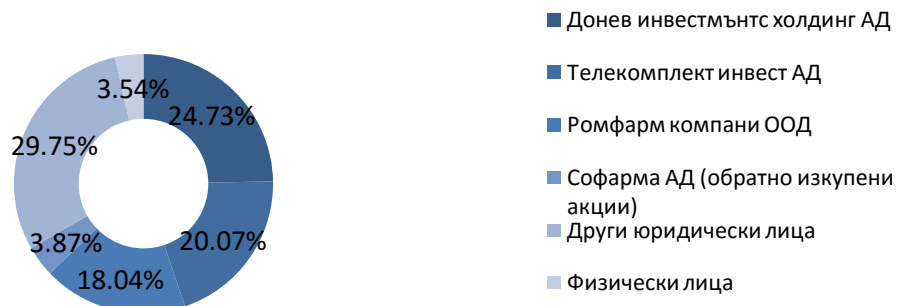 3.54%
24.73%
29.75%
3.87%
20.07%
18.04%
Донев инвестмънтс холдинг АД
Телекомплект инвест АД
Ромфарм компани ООД
Софарма АД (обратно изкупени
акции)
Други юридически лица
Физически лица